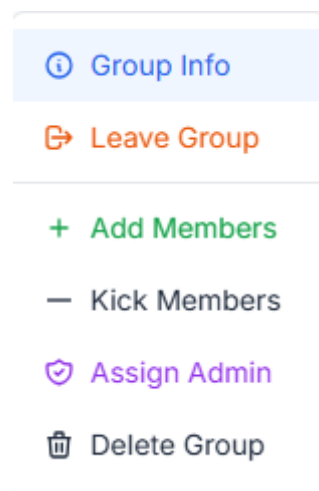 Group Info
Leave Group
Add Members
Kick Members
Assign Admin
Delete Group